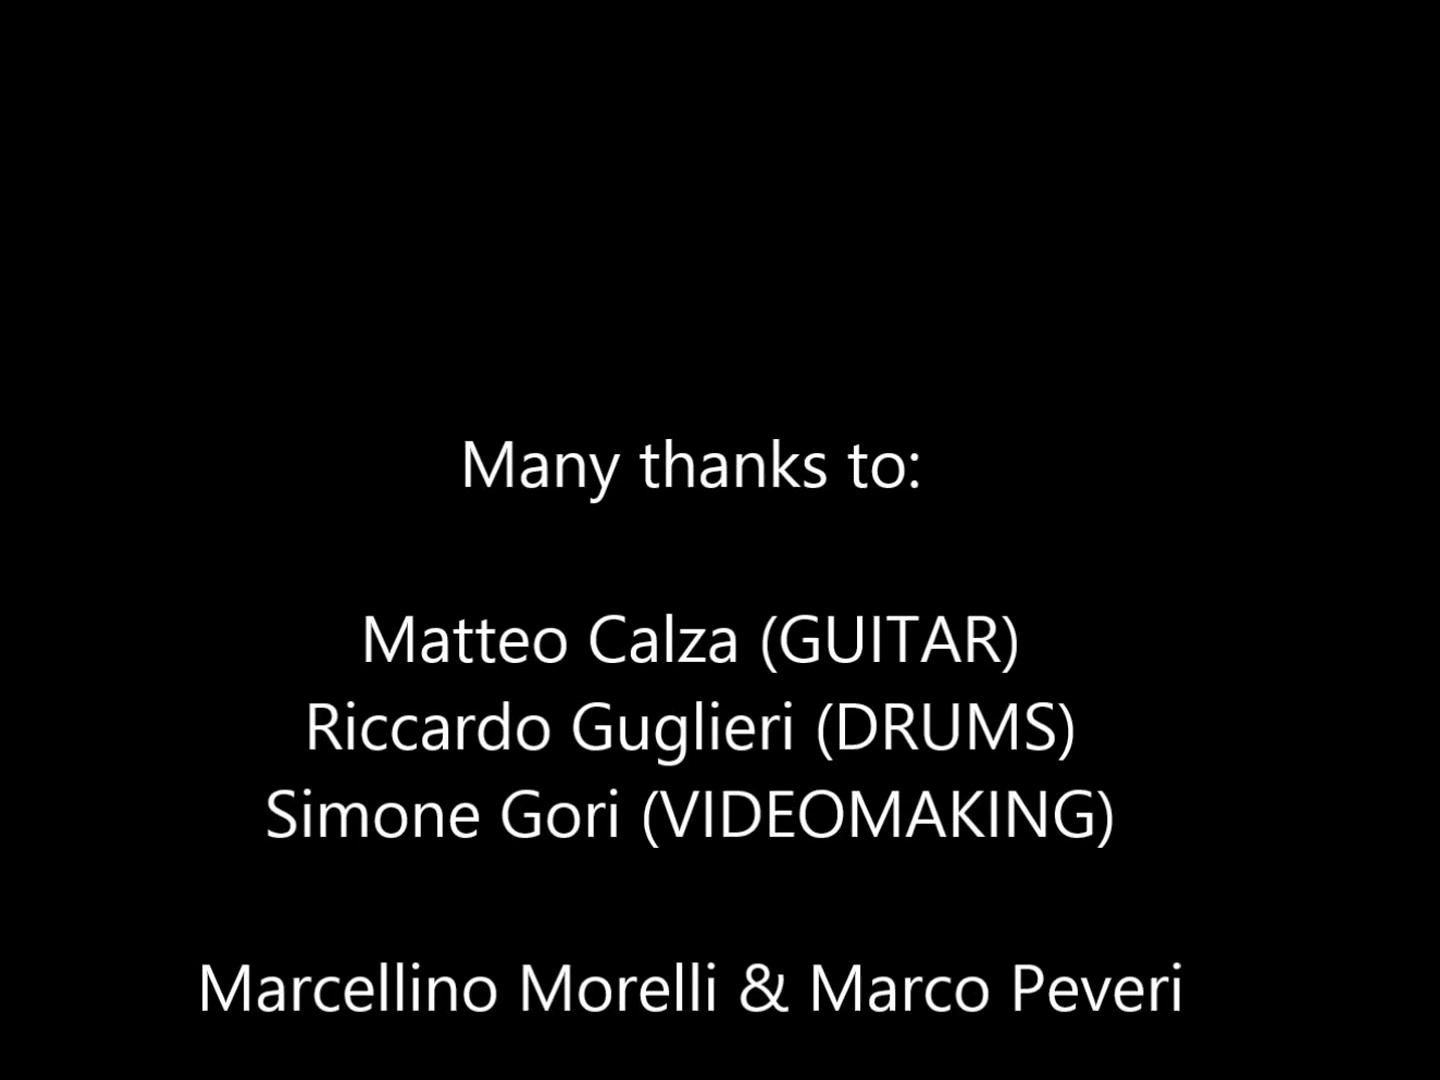 Many thanks to:
Matteo Calza (GUITAR)
Riccardo Guglieri (DRUMS)
Simone Gori (VIDEOMAKING)
Marcellino Morelli & Marco Peveri